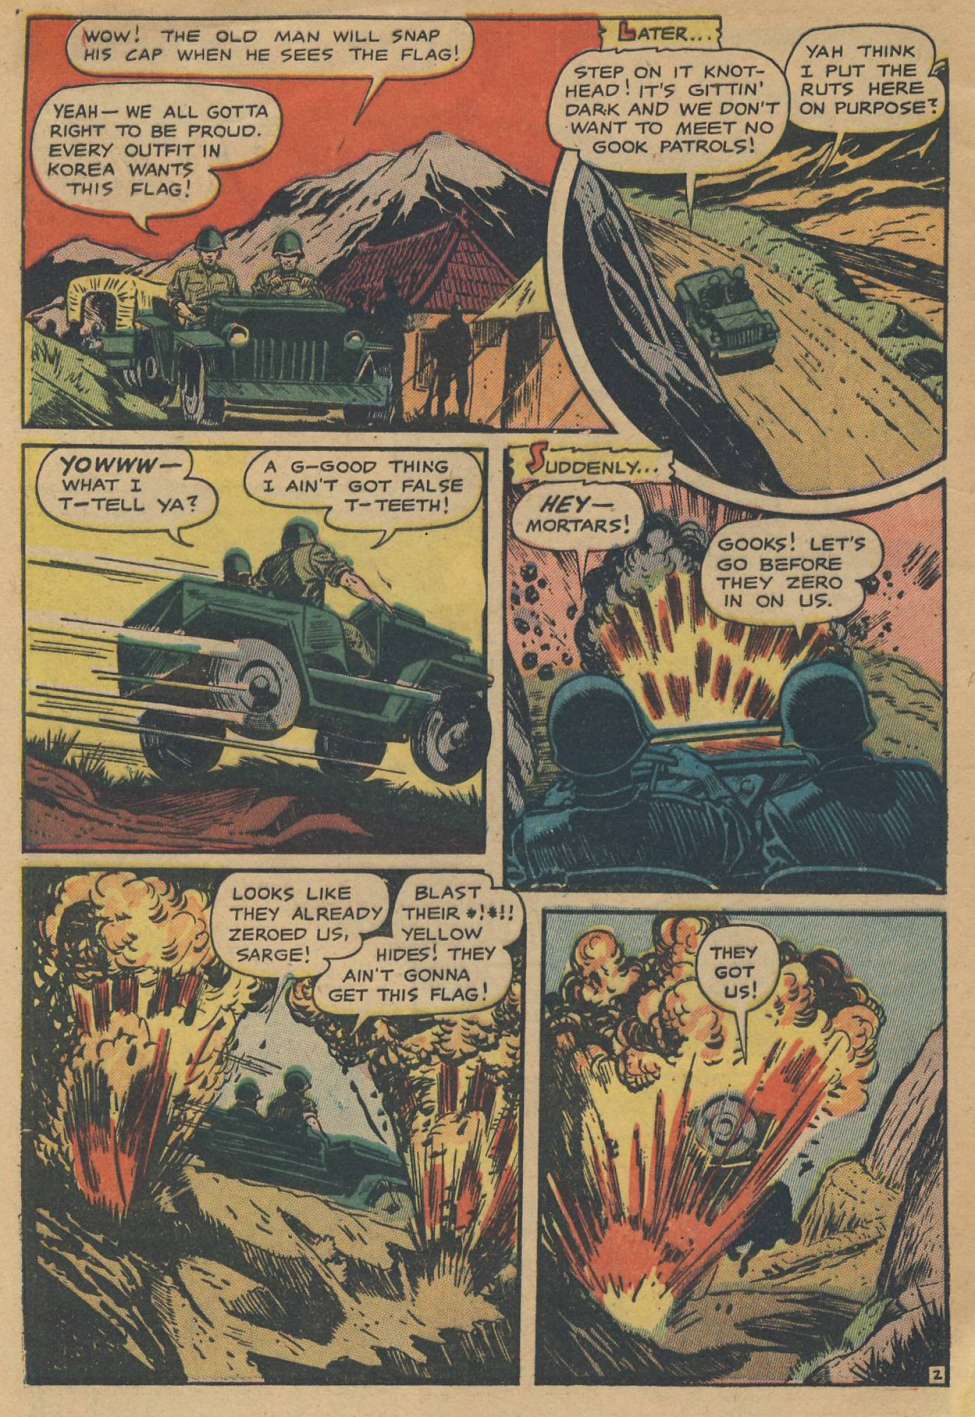 WOW! THE OLD MAN WILL SNAP
HIS CAP WHEN HE SEES THE FLAG!
YEAH— WE ALL GOTTA
RIGHT TO BE PROUD.
EVERY OUTFIT IN
KOREA WANTS
THIS FLAG!
LATER...
STEP ON IT KNOT-
HEAD! IT'S GITTIN'
DARK AND WE DON'T
WANT TO MEET NO
GOOK PATROLS!
YAH THINK
I PUT THE
RUTS HERE
ON PURPOSE?
YOWWW—
WHAT I
T-TELL YA?
A G-GOOD THING
I AIN'T GOT FALSE
T-TEETH!
SUDDENLY...
HEY—
MORTARS!
GOOKS! LET'S
GO BEFORE
THEY ZERO
IN ON US.
LOOKS LIKE
THEY ALREADY
ZEROED US,
SARGE!
BLAST
THEIR *!*!!
YELLOW
HIDES! THEY
AIN'T GONNA
GET THIS FLAG!
THEY
GOT
US!
2